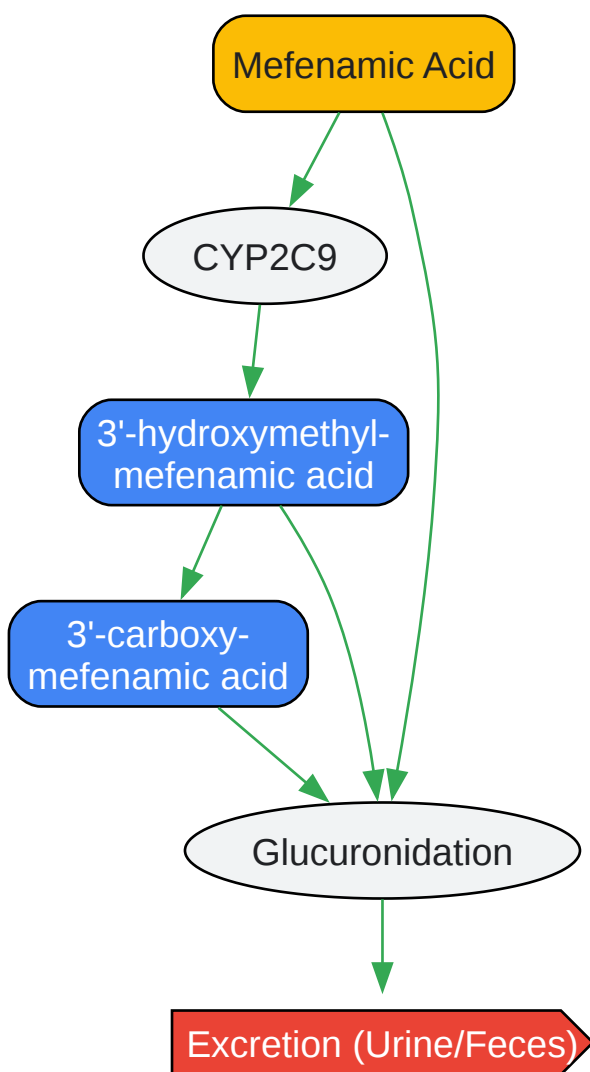 Mefenamic Acid
CYP2C9
3'-hydroxymethyl-
mefenamic acid
3'-carboxy-
mefenamic acid
Glucuronidation
Excretion (Urine/Feces)